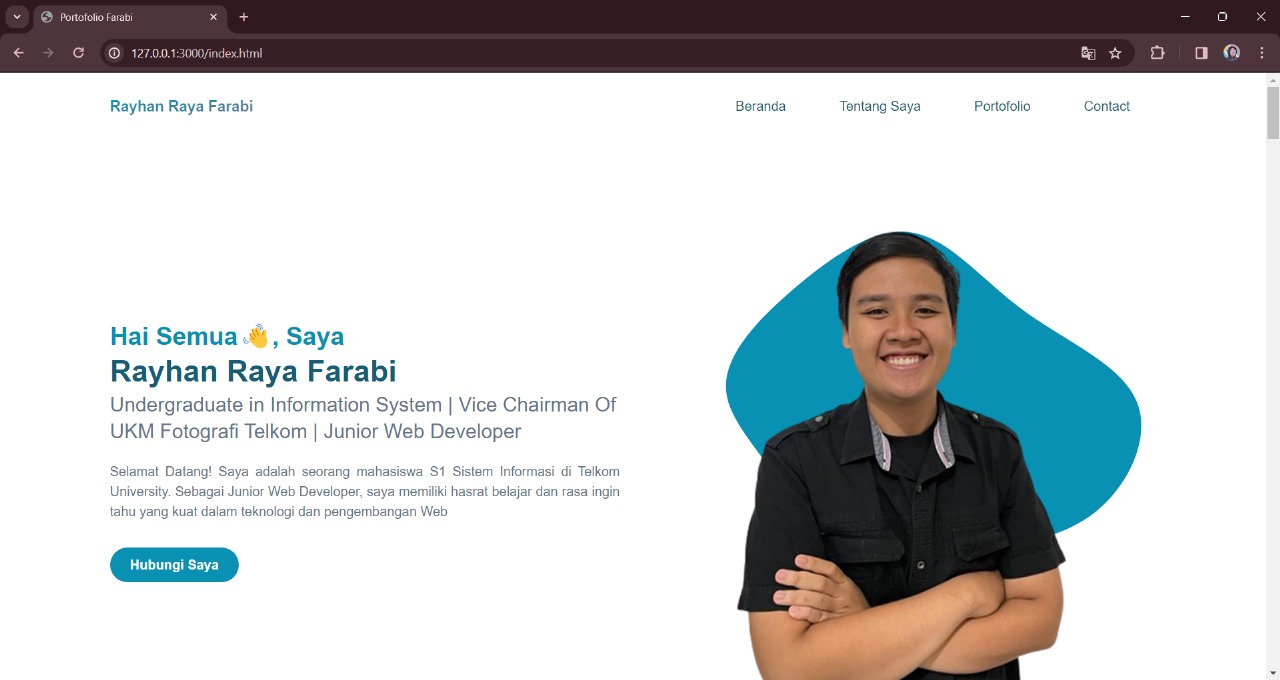 Portofolio Farabi
127.0.0.1:3000/index.html
Rayhan Raya Farabi
Beranda Tentang Saya Portofolio Contact
Hai Semua👋, Saya
Rayhan Raya Farabi
Undergraduate in Information System | Vice Chairman Of
UKM Fotografi Telkom | Junior Web Developer
Selamat Datang! Saya adalah seorang mahasiswa S1 Sistem Informasi di Telkom
University. Sebagai Junior Web Developer, saya memiliki hasrat belajar dan rasa ingin
tahu yang kuat dalam teknologi dan pengembangan Web
Hubungi Saya